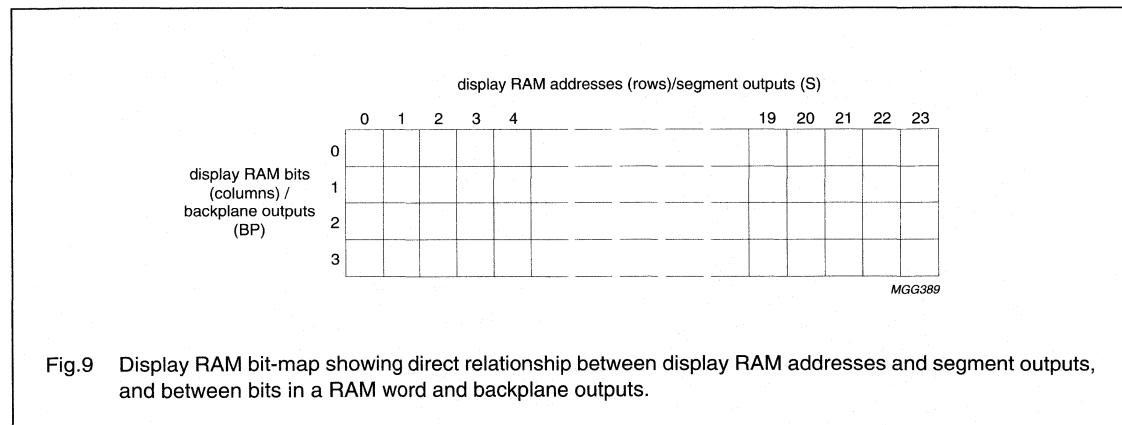 display RAM addresses (rows)/segment outputs (S)
0 1 2 3 4 19 20 21 22 23
0
display RAM bits
(columns) /
1
backplane outputs
2
(BP)
3
MGG389
Fig.9 Display RAM bit-map showing direct relationship between display RAM addresses and segment outputs,
and between bits in a RAM word and backplane outputs.